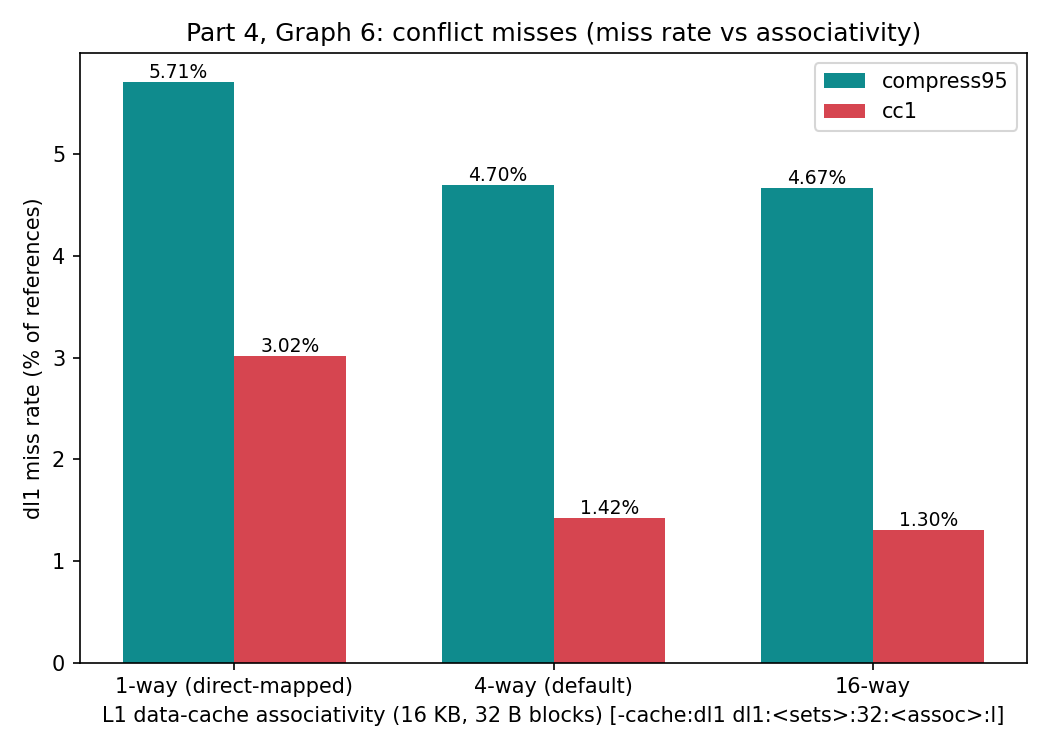 Part 4, Graph 6: conflict misses (miss rate vs associativity)
compress95
cc1
dl1 miss rate (% of references)
5
4
3
2
1
0
5.71%
3.02%
4.70%
1.42%
4.67%
1.30%
1-way (direct-mapped)
4-way (default)
16-way
L1 data-cache associativity (16 KB, 32 B blocks) [-cache:dl1 dl1:<sets>:32:<assoc>:l]